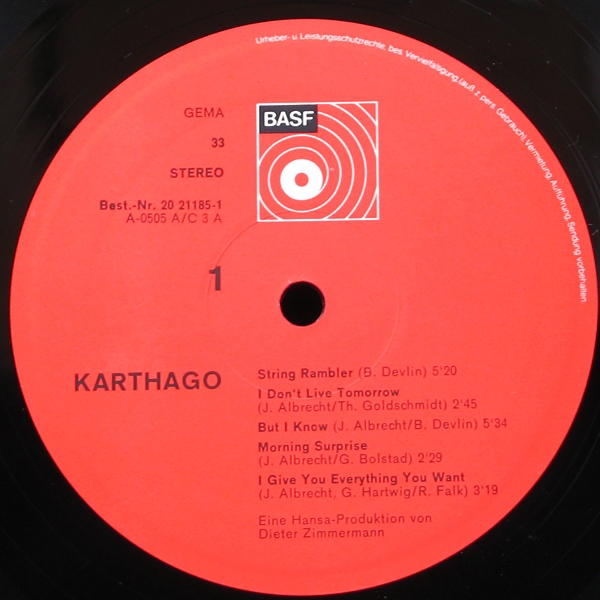 Urheber- u. Leistungsschutzrechte, bes. Vervielfältigung (auß. z. pers. Gebrauch), Vermietung, Aufführung, Sendung vorbehalten.
GEMA
BASF
33
STEREO
Best.-Nr. 20 21185-1
A-0505 A/C 3 A
1
KARTHAGO
String Rambler (B. Devlin) 5'20
I Don't Live Tomorrow
(J. Albrecht/Th. Goldschmidt) 2'45
But I Know (J. Albrecht/B. Devlin) 5'34
Morning Surprise
(J. Albrecht/G. Bolstad) 2'29
I Give You Everything You Want
(J. Albrecht, G. Hartwig/R. Falk) 3'19
Eine Hansa-Produktion von
Dieter Zimmermann